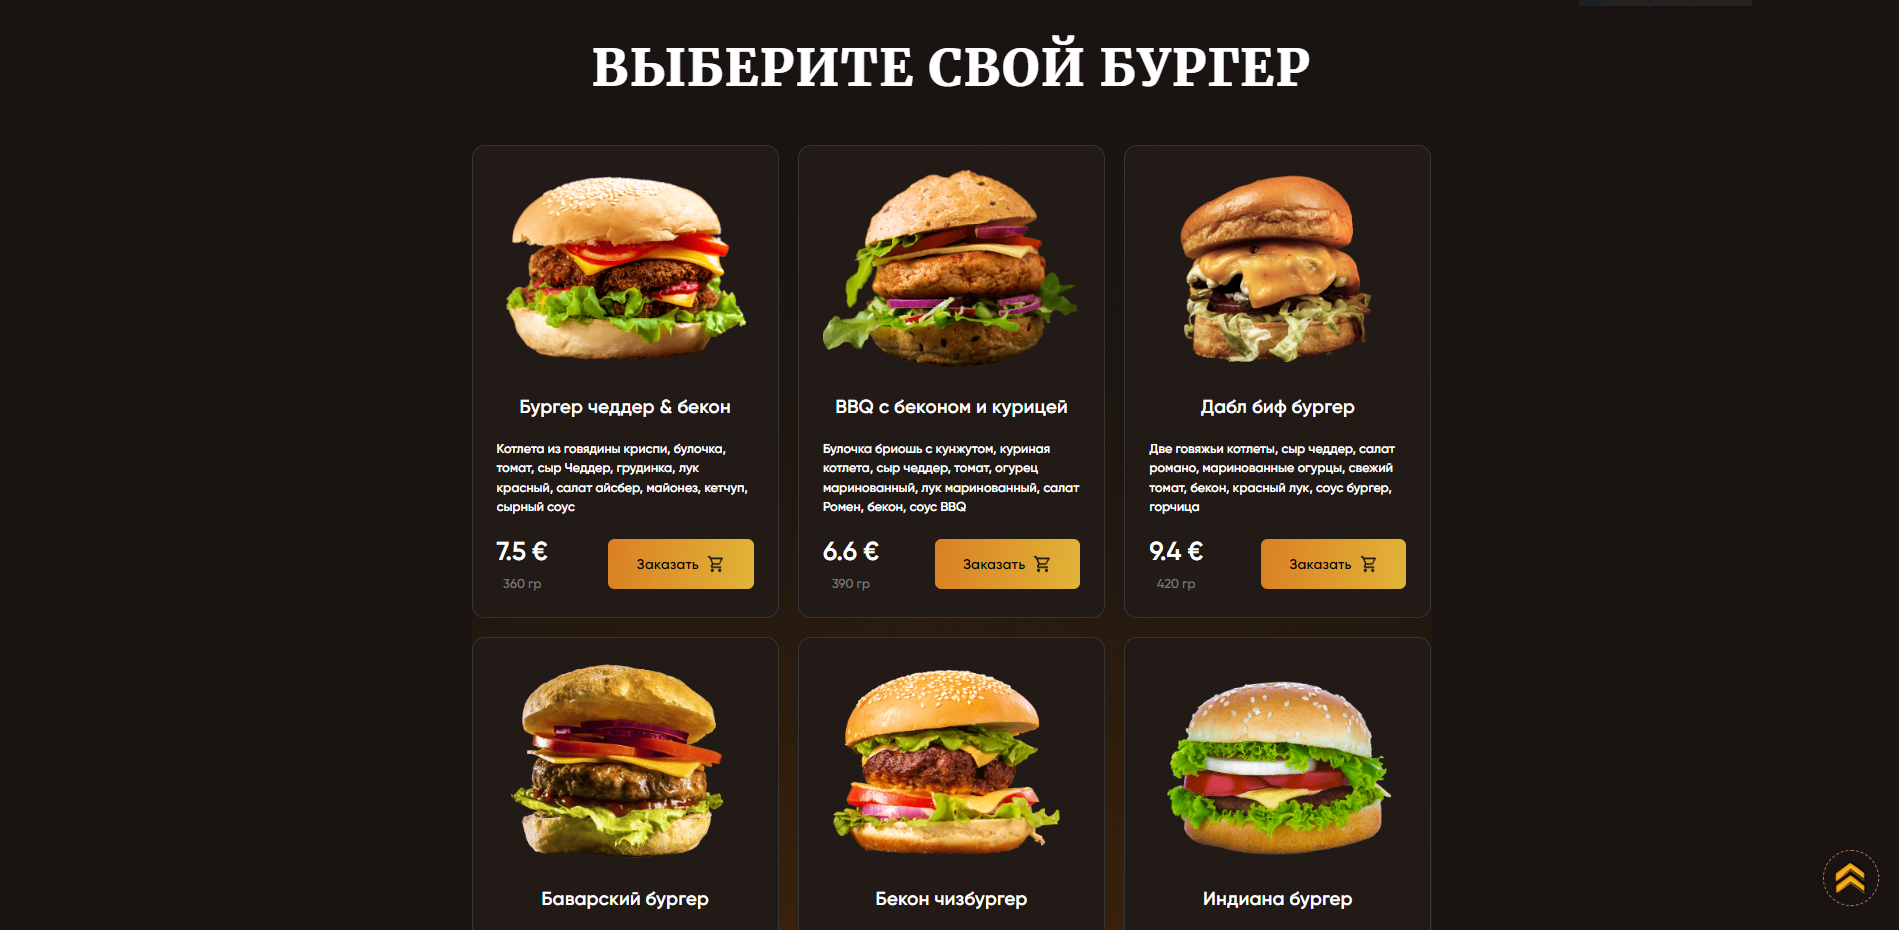 ВЫБЕРИТЕ СВОЙ БУРГЕР
Бургер чеддер & бекон
Котлета из говядины криспи, булочка,
томат, сыр Чеддер, грудинка, лук
красный, салат айсбер, майонез, кетчуп,
сырный соус
7.5 €
360 гр
Заказать
BBQ с беконом и курицей
Булочка бриошь с кунжутом, куриная
котлета, сыр чеддер, томат, огурец
маринованный, лук маринованный, салат
Ромен, бекон, соус BBQ
6.6 €
390 гр
Заказать
Дабл биф бургер
Две говяжьи котлеты, сыр чеддер, салат
романо, маринованные огурцы, свежий
томат, бекон, красный лук, соус бургер,
горчица
9.4 €
420 гр
Заказать
Баварский бургер
Бекон чизбургер
Индиана бургер